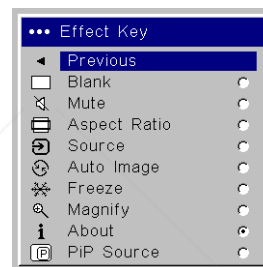 ••• Effect Key
Previous
Blank
Mute
Aspect Ratio
Source
Auto Image
Freeze
Magnify
i About
P PiP Source